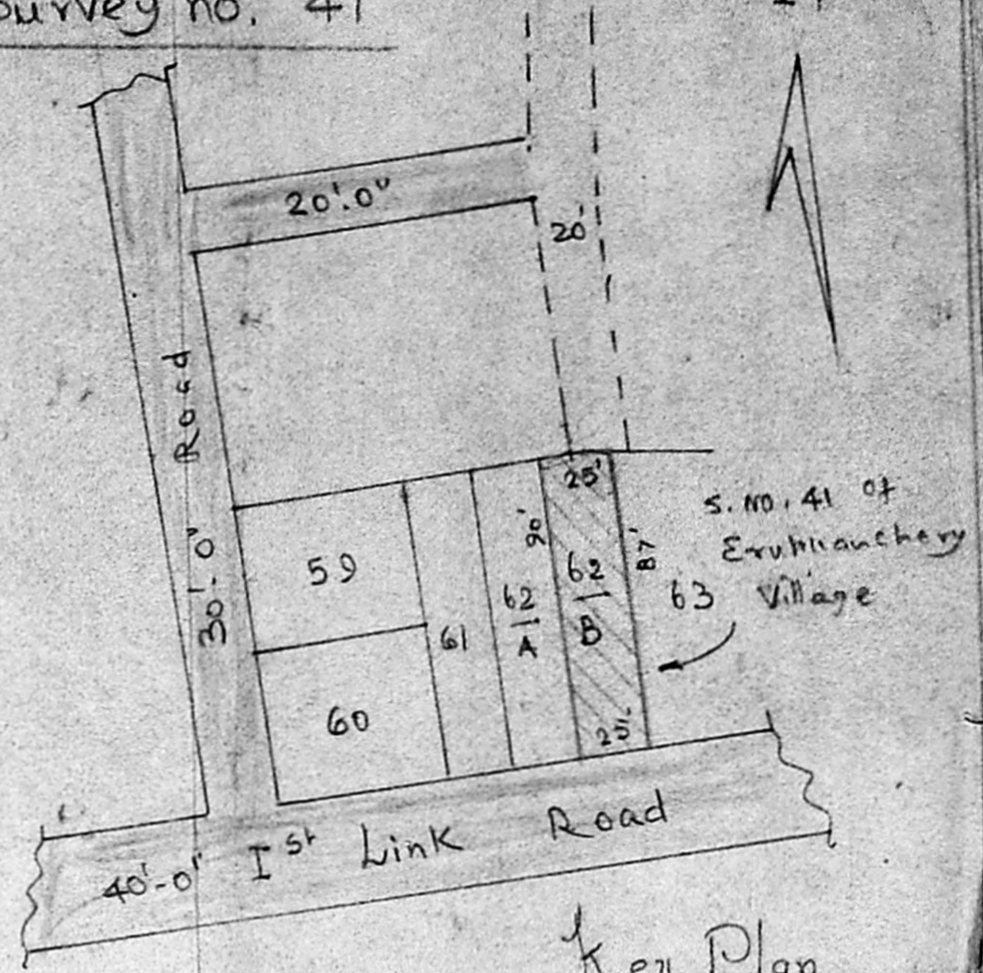 Survey no. 41
20'.0"
20'
Road
30'.0"
25'
90'
87'
59
60
61
62
A
62
B
63
25'
S. No. 41 of
Village
40'-0" Ist Link Road
Key Plan